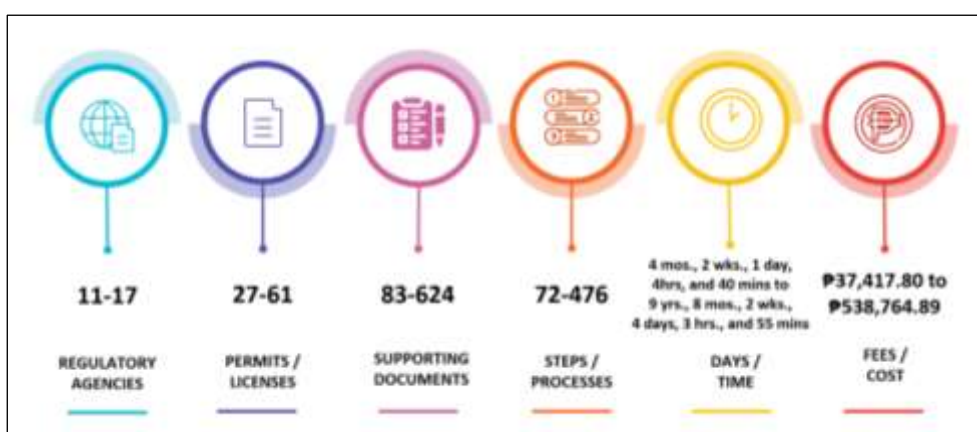 11-17
REGULATORY
AGENCIES
27-61
PERMITS /
LICENSES
83-624
SUPPORTING
DOCUMENTS
72-476
STEPS /
PROCESSES
4 mos., 2 wks., 1 day,
4hrs, and 40 mins to
9 yrs., 8 mos., 2 wks.,
4 days, 3 hrs., and 55 mins
DAYS /
TIME
₱37,417.80 to
₱538,764.89
FEES /
COST